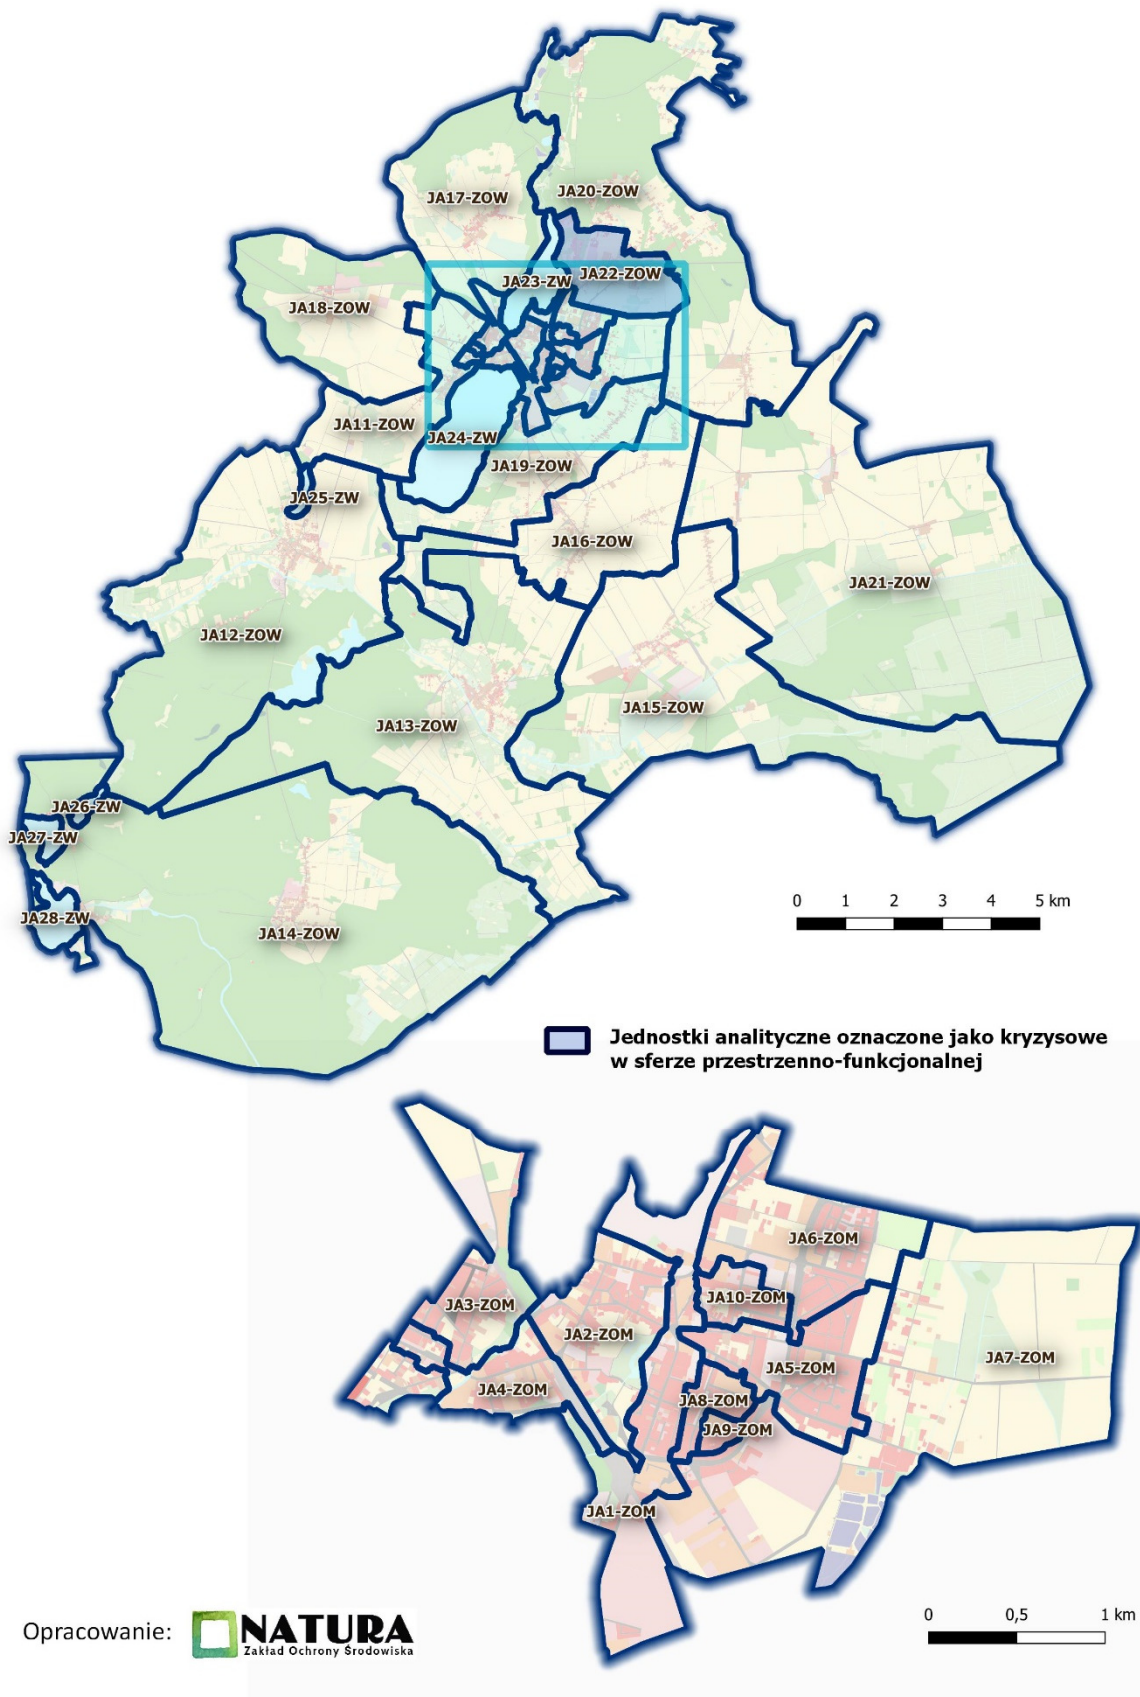 JA17-ZOW
JA20-ZOW
JA22-ZOW
JA23-ZW
JA18-ZOW
JA11-ZOW
JA24-ZW
JA19-ZOW
JA25-ZW
JA16-ZOW
JA21-ZOW
JA12-ZOW
JA15-ZOW
JA13-ZOW
JA26-ZW
JA27-ZW
JA28-ZW
JA14-ZOW
0 1 2 3 4 5 km
Jednostki analityczne oznaczone jako kryzysowe
w sferze przestrzenno-funkcjonalnej
JA6-ZOM
JA10-ZOM
JA3-ZOM
JA2-ZOM
JA7-ZOM
JA5-ZOM
JA4-ZOM
JA8-ZOM
JA9-ZOM
JA1-ZOM
0 0,5 1 km
Opracowanie:
NATURA
Zakład Ochrony Środowiska